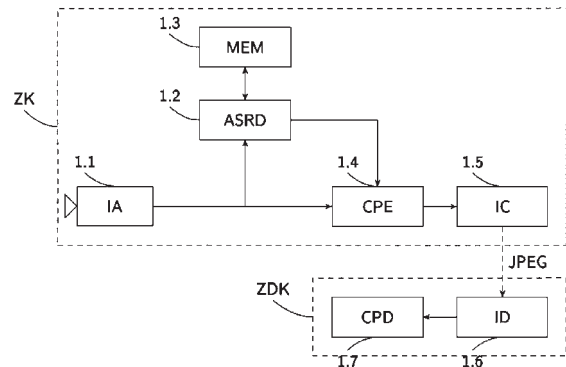 1.3
MEM
1.2
ZK
ASRD
1.1
1.4
1.5
IA
CPE
IC
JPEG
ZDK
CPD
ID
1.7
1.6